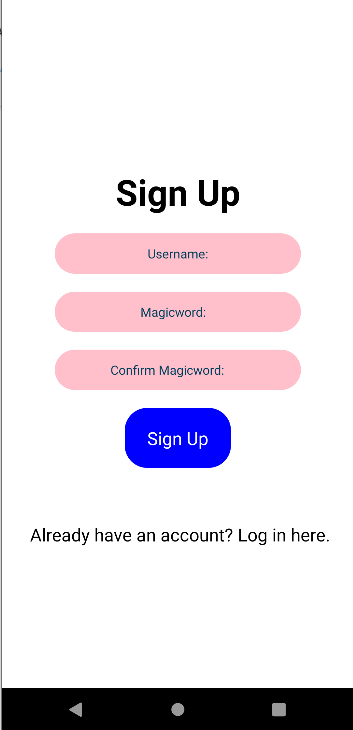 Sign Up
Username:
Magicword:
Confirm Magicword:
Sign Up
Already have an account? Log in here.